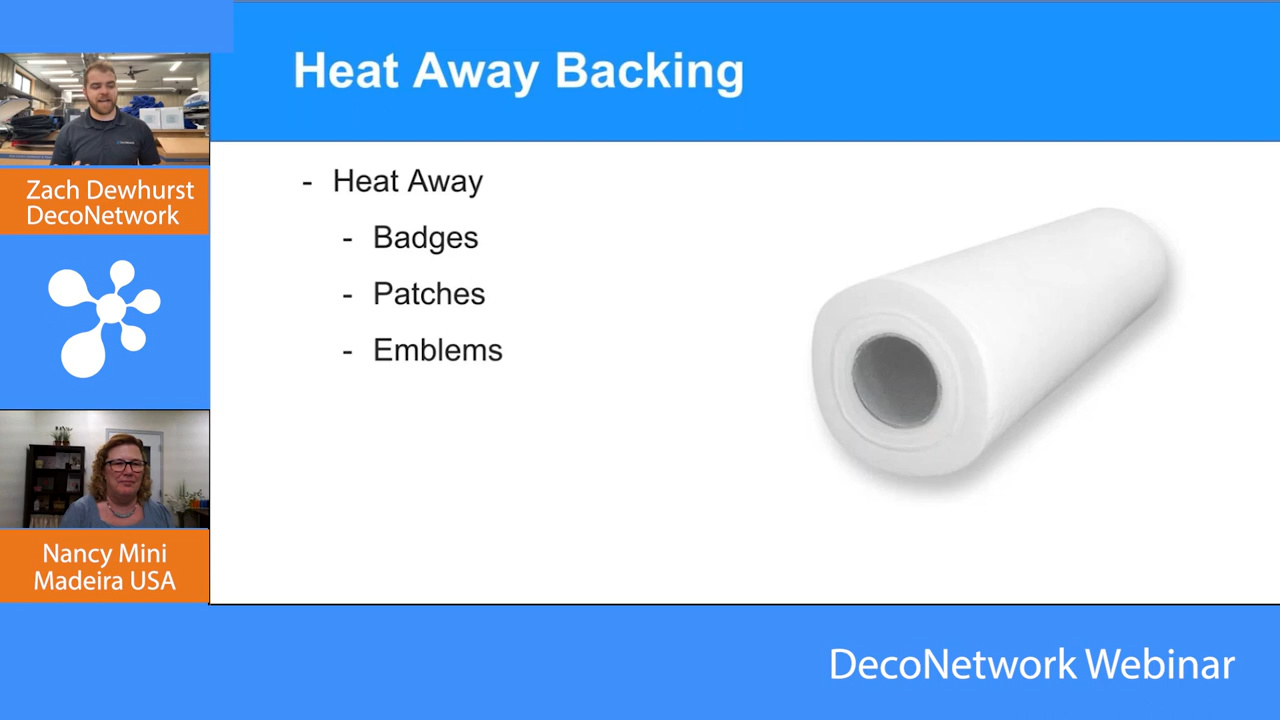 Heat Away Backing
Zach Dewhurst
DecoNetwork
- Heat Away
- Badges
- Patches
- Emblems
Nancy Mini
Madeira USA
DecoNetwork Webinar